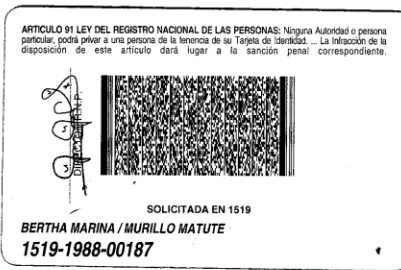 ARTICULO 91 LEY DEL REGISTRO NACIONAL DE LAS PERSONAS: Ninguna Autoridad o persona
particular, podrá privar a una persona de la tenencia de su Tarjeta de Identidad. ... La Infracción de la
disposición de este artículo dará lugar a la sanción penal correspondiente.
SOLICITADA EN 1519
BERTHA MARINA / MURILLO MATUTE
1519-1988-00187